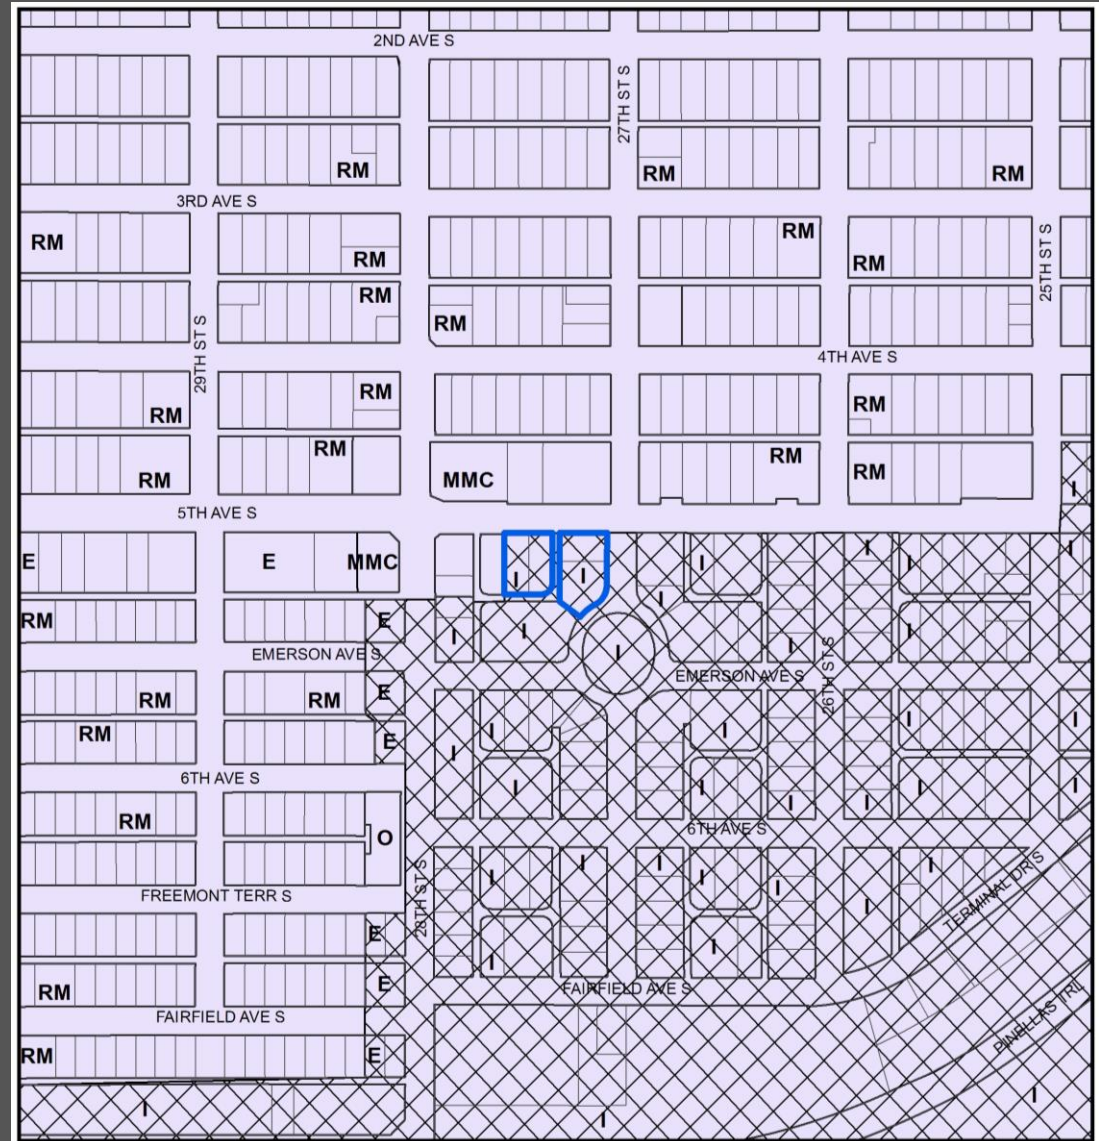 2ND AVE S
27TH ST S
RM
RM
RM
3RD AVE S
RM
RM
RM
RM
25TH ST S
RM
RM
29TH ST S
4TH AVE S
RM
RM
RM
RM
RM
RM
RM
MMC
RM
I
5TH AVE S
E
E
MMC
I
I
I
I
I
I
I
RM
E
I
I
I
I
I
I
EMERSON AVE S
EMERSON AVE S
26TH ST S
RM
RM
E
RM
E
I
I
I
I
I
6TH AVE S
I
I
I
I
I
I
RM
O
6TH AVE S
28TH ST S
I
I
I
I
I
I
I
FREEMONT TERR S
TERMINAL DR S
E
I
I
RM
E
FAIRFIELD AVE S
FAIRFIELD AVE S
PINELLAS TRL
RM
E
I
I
I